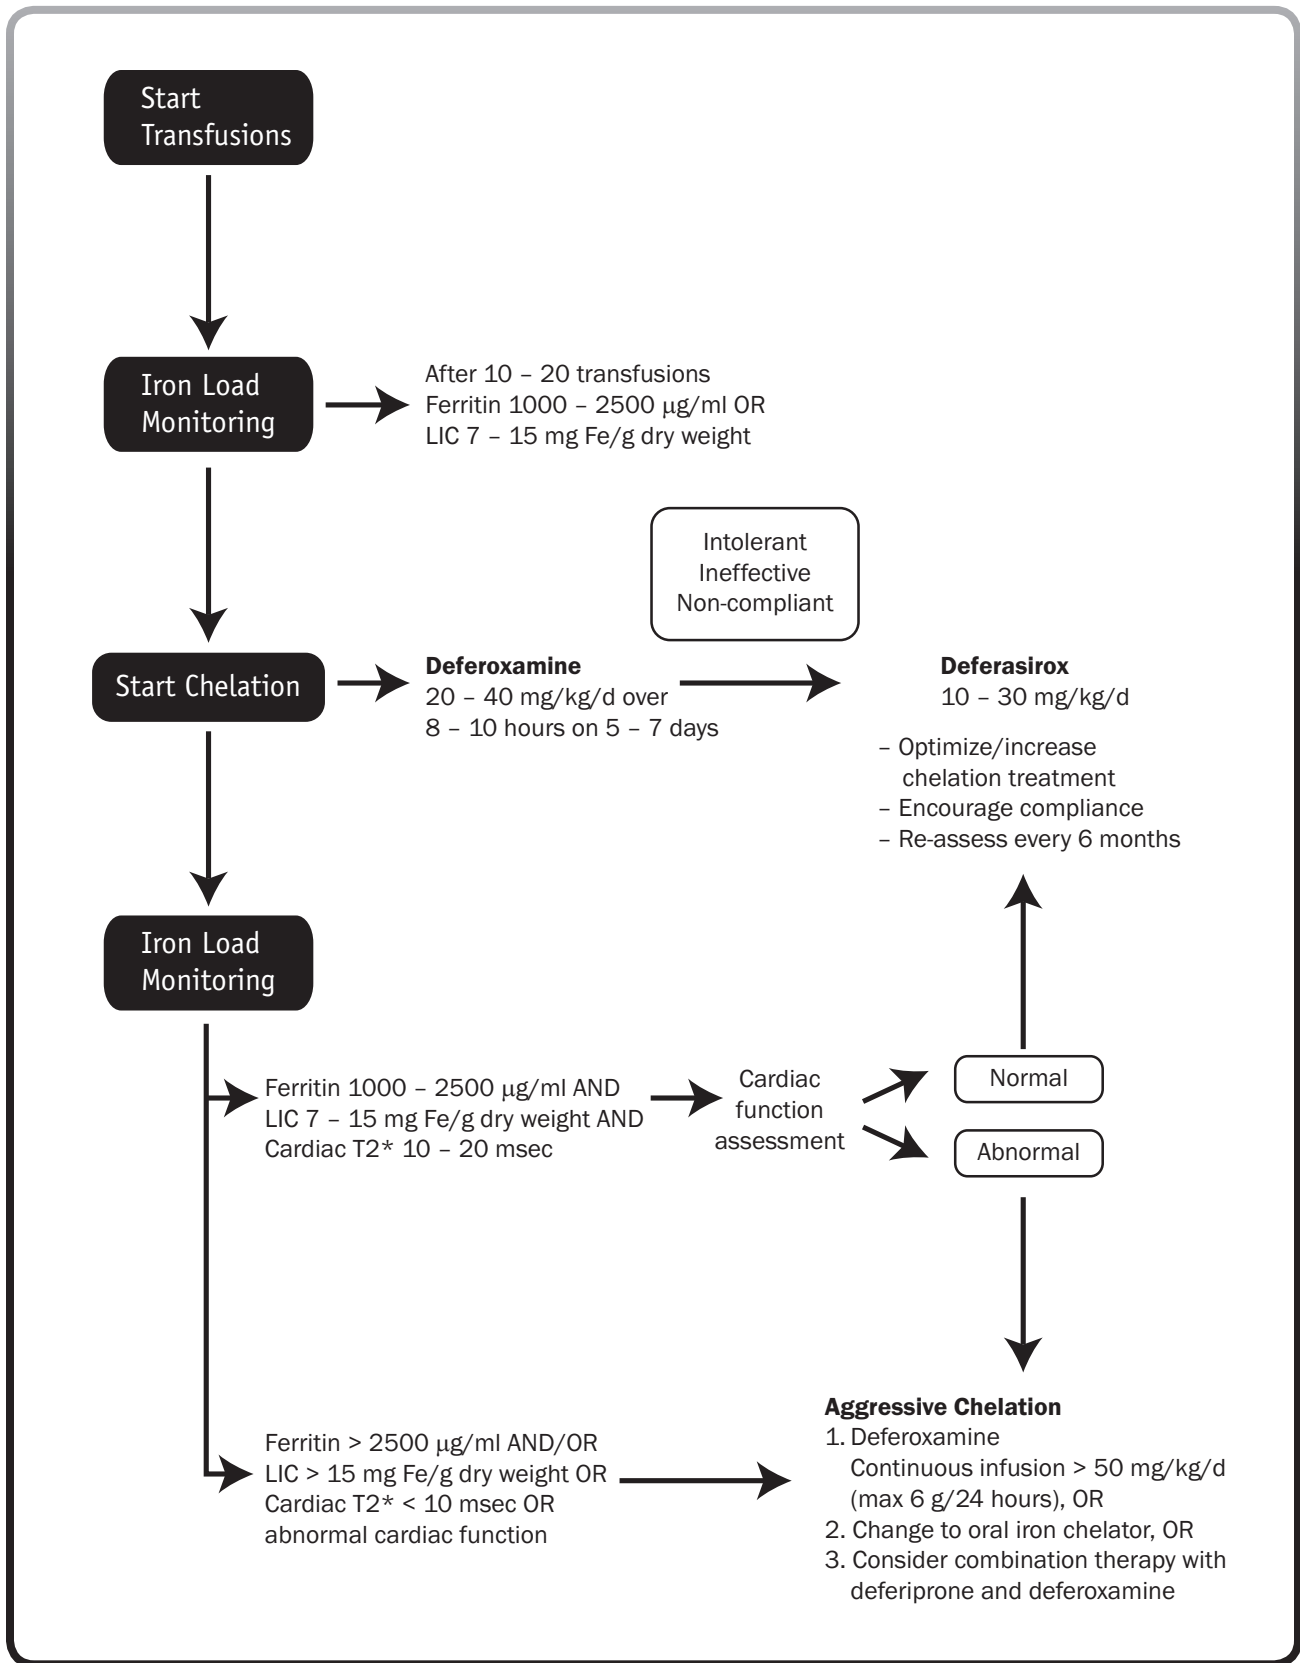 Start
Transfusions
Iron Load
Monitoring
After 10 – 20 transfusions
Ferritin 1000 – 2500 µg/ml OR
LIC 7 – 15 mg Fe/g dry weight
Intolerant
Ineffective
Non-compliant
Start Chelation
Deferoxamine
20 – 40 mg/kg/d over
8 – 10 hours on 5 – 7 days
Deferasirox
10 – 30 mg/kg/d
– Optimize/increase
chelation treatment
– Encourage compliance
– Re-assess every 6 months
Iron Load
Monitoring
Ferritin 1000 – 2500 µg/ml AND
LIC 7 – 15 mg Fe/g dry weight AND
Cardiac T2* 10 – 20 msec
Cardiac
function
assessment
Normal
Abnormal
Ferritin > 2500 µg/ml AND/OR
LIC > 15 mg Fe/g dry weight OR
Cardiac T2* < 10 msec OR
abnormal cardiac function
Aggressive Chelation
1. Deferoxamine
Continuous infusion > 50 mg/kg/d
(max 6 g/24 hours), OR
2. Change to oral iron chelator, OR
3. Consider combination therapy with
deferiprone and deferoxamine